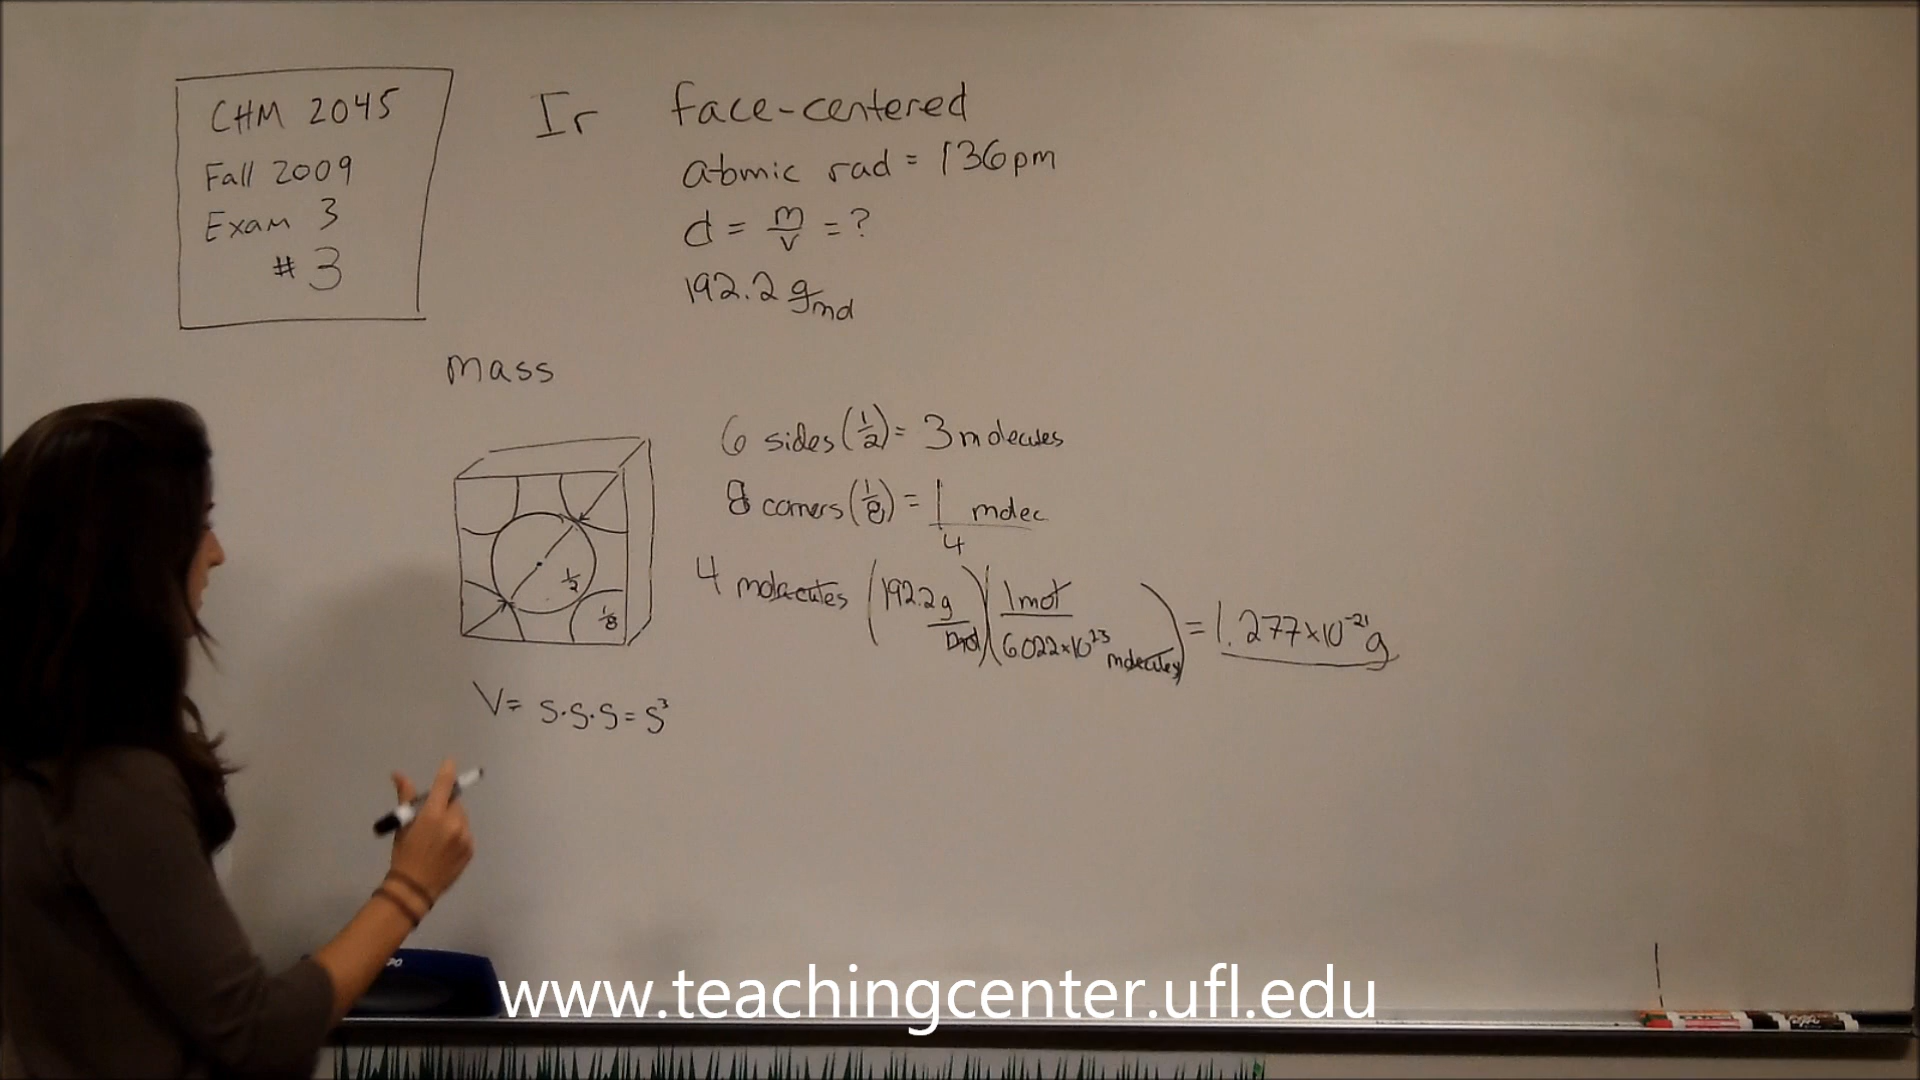 CHM 2045
Fall 2009
Exam 3
# 3
Ir face-centered
atomic rad = 136pm
d = m/v = ?
192.2 g/mol
mass
6 sides (1/2) = 3 molecules
8 corners (1/8) = 1 molec
4
1/2
1/8
4 molecules (192.2g/mol)(1mol/6.022×10²³ molecules) = 1.277×10⁻²¹ g
V= s·s·s = s³
www.teachingcenter.ufl.edu